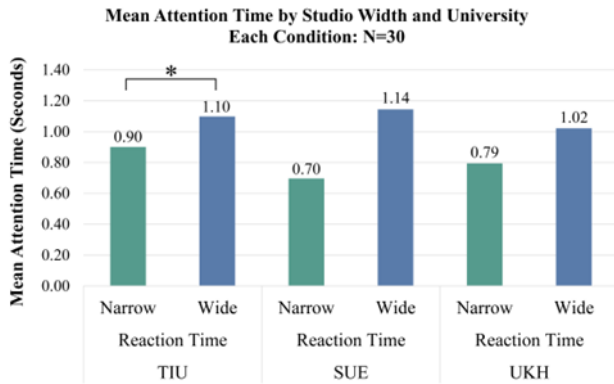 Mean Attention Time by Studio Width and University
Each Condition: N=30
Mean Attention Time (Seconds)
1.40
1.20
1.00
0.80
0.60
0.40
0.20
0.00
*
0.90
1.10
0.70
1.14
0.79
1.02
Narrow Wide Narrow Wide Narrow Wide
Reaction Time Reaction Time Reaction Time
TIU SUE UKH